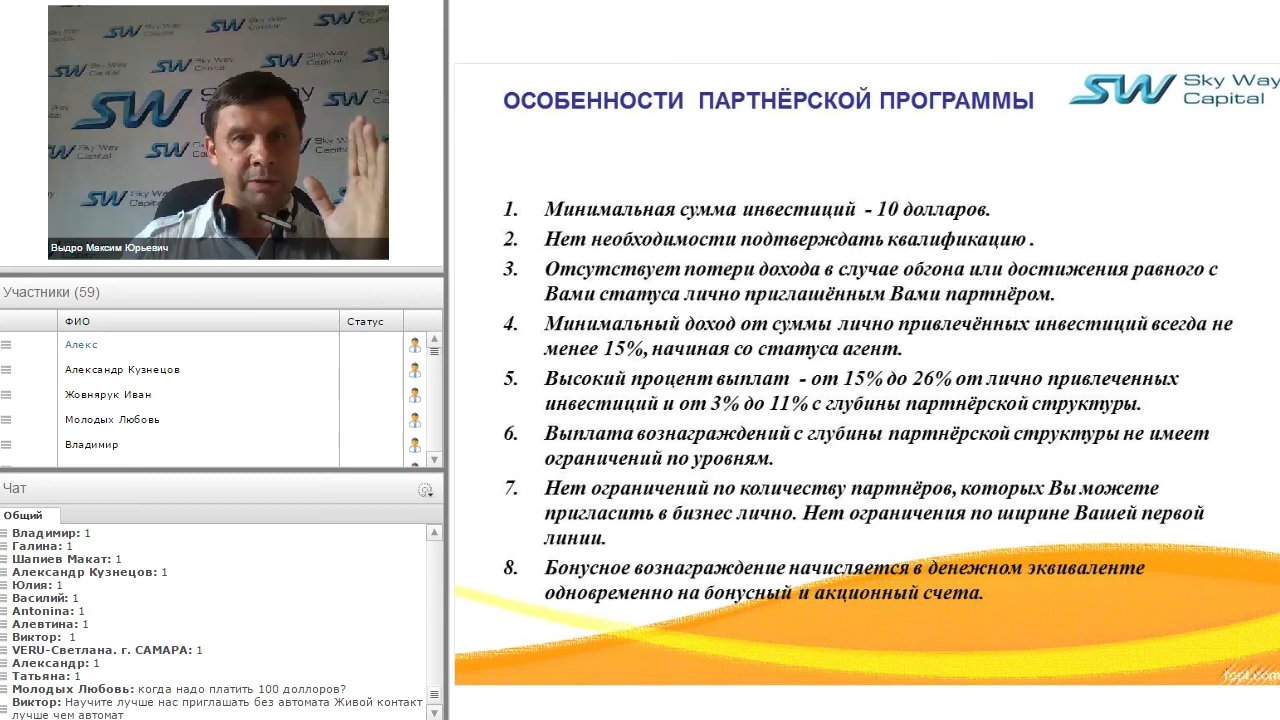 SW Sky Way Capital
Выдро Максим Юрьевич
Участники (59)
ФИО
Статус
Алекс
Александр Кузнецов
Жовнярук Иван
Молодых Любовь
Владимир
Чат
Общий
Владимир: 1
Галина: 1
Шапиев Макат: 1
Александр Кузнецов: 1
Юлия: 1
Василий: 1
Antonina: 1
Алевтина: 1
Виктор: 1
VERU-Светлана. г. САМАРА: 1
Александр: 1
Татьяна: 1
Молодых Любовь: когда надо платить 100 долларов?
Виктор: Научите лучше нас приглашать без автомата Живой контакт
лучше чем автомат
ОСОБЕННОСТИ ПАРТНЁРСКОЙ ПРОГРАММЫ
SW Sky Way
Capital
1. Минимальная сумма инвестиций - 10 долларов.
2. Нет необходимости подтверждать квалификацию .
3. Отсутствует потери дохода в случае обгона или достижения равного с
Вами статуса лично приглашённым Вами партнёром.
4. Минимальный доход от суммы лично привлечённых инвестиций всегда не
менее 15%, начиная со статуса агент.
5. Высокий процент выплат - от 15% до 26% от лично привлеченных
инвестиций и от 3% до 11% с глубины партнёрской структуры.
6. Выплата вознаграждений с глубины партнёрской структуры не имеет
ограничений по уровням.
7. Нет ограничений по количеству партнёров, которых Вы можете
пригласить в бизнес лично. Нет ограничения по ширине Вашей первой
линии.
8. Бонусное вознаграждение начисляется в денежном эквиваленте
одновременно на бонусный и акционный счета.